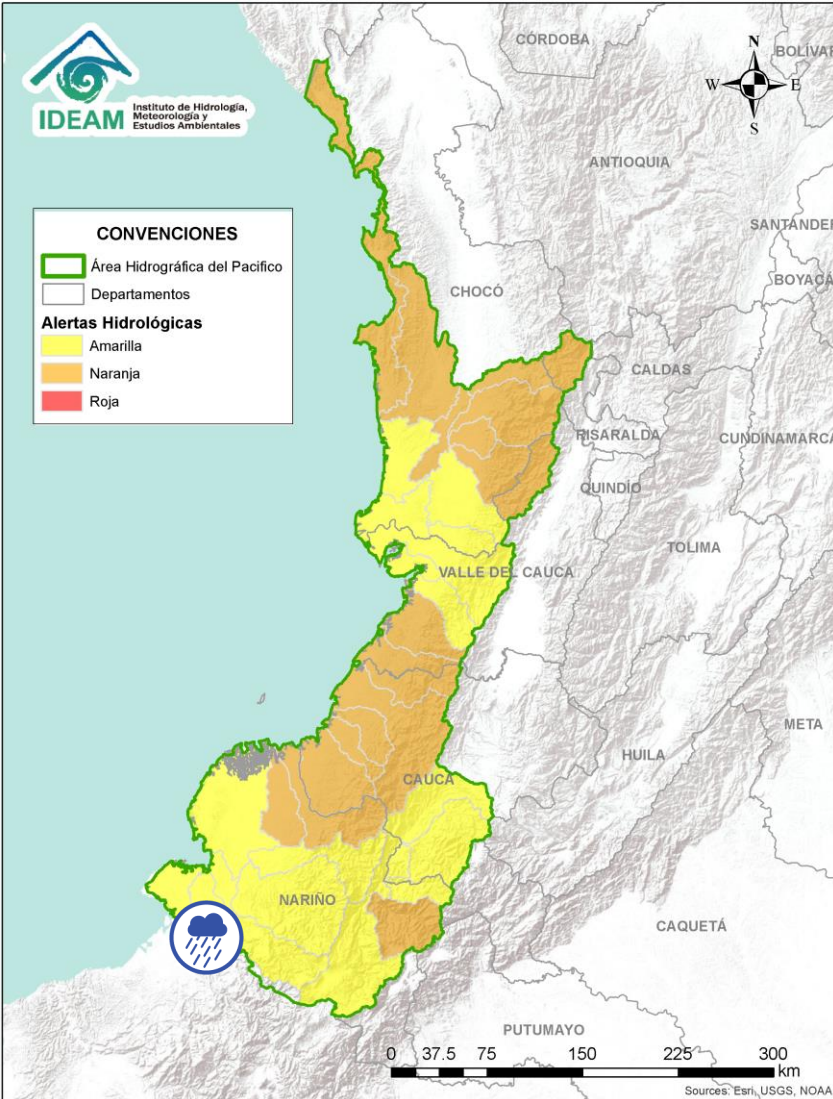 IDEAM
Instituto de Hidrología,
Meteorología y
Estudios Ambientales
N
W
E
S
CÓRDOBA
BOLÍVAR
ANTIOQUIA
SANTANDER
BOYACÁ
CHOCÓ
CALDAS
RISARALDA
CUNDINAMARCA
QUINDÍO
TOLIMA
VALLE DEL CAUCA
META
HUILA
CAUCA
NARIÑO
CAQUETÁ
PUTUMAYO
CONVENCIONES
Área Hidrográfica del Pacifico
Departamentos
Alertas Hidrológicas
Amarilla
Naranja
Roja
0 37.5 75 150 225 300
km
Sources: Esri, USGS, NOAA